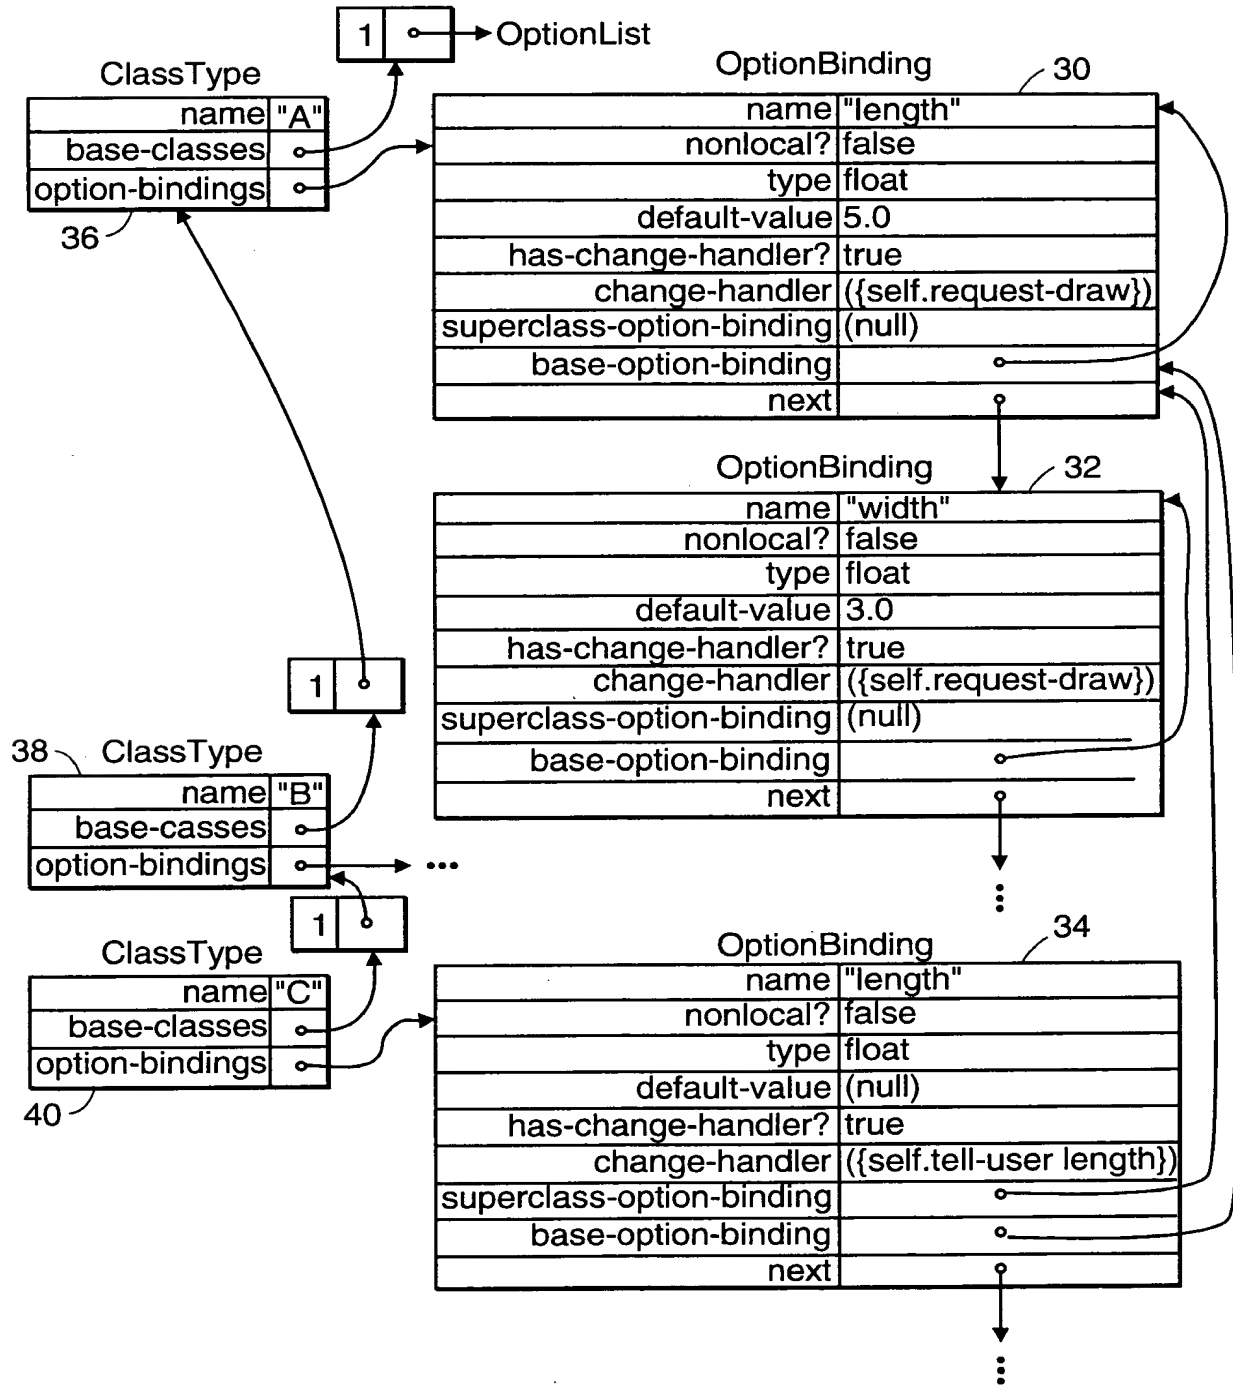 1 OptionList
ClassType
name "A"
base-classes
option-bindings
36
OptionBinding
30
name "length"
nonlocal? false
type float
default-value 5.0
has-change-handler? true
change-handler ({self.request-draw})
superclass-option-binding (null)
base-option-binding
next
OptionBinding
32
name "width"
nonlocal? false
type float
default-value 3.0
has-change-handler? true
change-handler ({self.request-draw})
superclass-option-binding (null)
base-option-binding
next
1
38 ClassType
name "B"
base-casses
option-bindings
1
ClassType
name "C"
base-classes
option-bindings
40
OptionBinding
34
name "length"
nonlocal? false
type float
default-value (null)
has-change-handler? true
change-handler ({self.tell-user length})
superclass-option-binding
base-option-binding
next